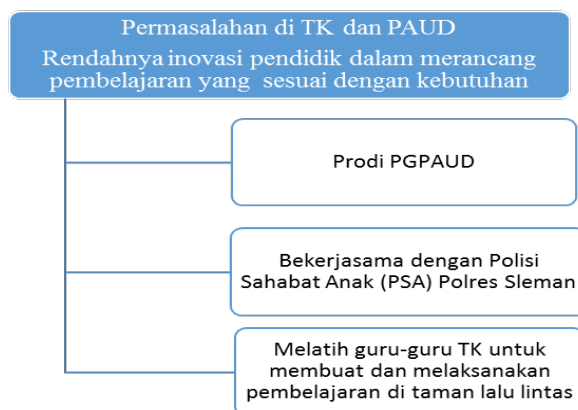 Permasalahan di TK dan PAUD
Rendahnya inovasi pendidik dalam merancang
pembelajaran yang sesuai dengan kebutuhan
Prodi PGPAUD
Bekerjasama dengan Polisi
Sahabat Anak (PSA) Polres Sleman
Melatih guru-guru TK untuk
membuat dan melaksanakan
pembelajaran di taman lalu lintas